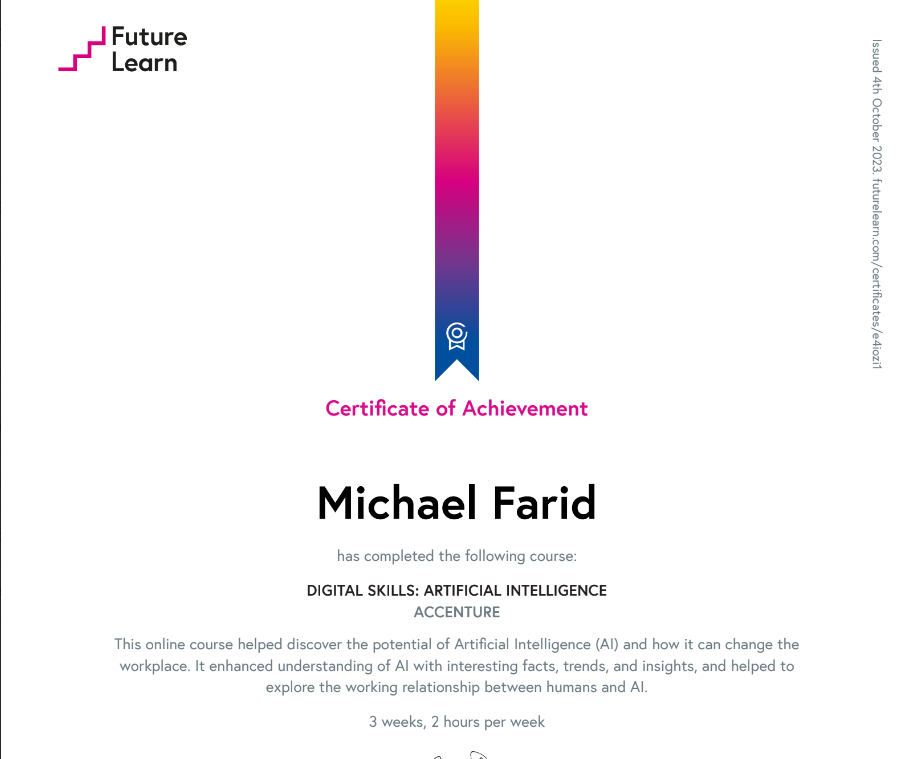 Future
Learn
Issued 4th October 2023. futurelearn.com/certificates/e4iozi1
Certificate of Achievement
Michael Farid
has completed the following course:
DIGITAL SKILLS: ARTIFICIAL INTELLIGENCE
ACCENTURE
This online course helped discover the potential of Artificial Intelligence (AI) and how it can change the
workplace. It enhanced understanding of AI with interesting facts, trends, and insights, and helped to
explore the working relationship between humans and AI.
3 weeks, 2 hours per week